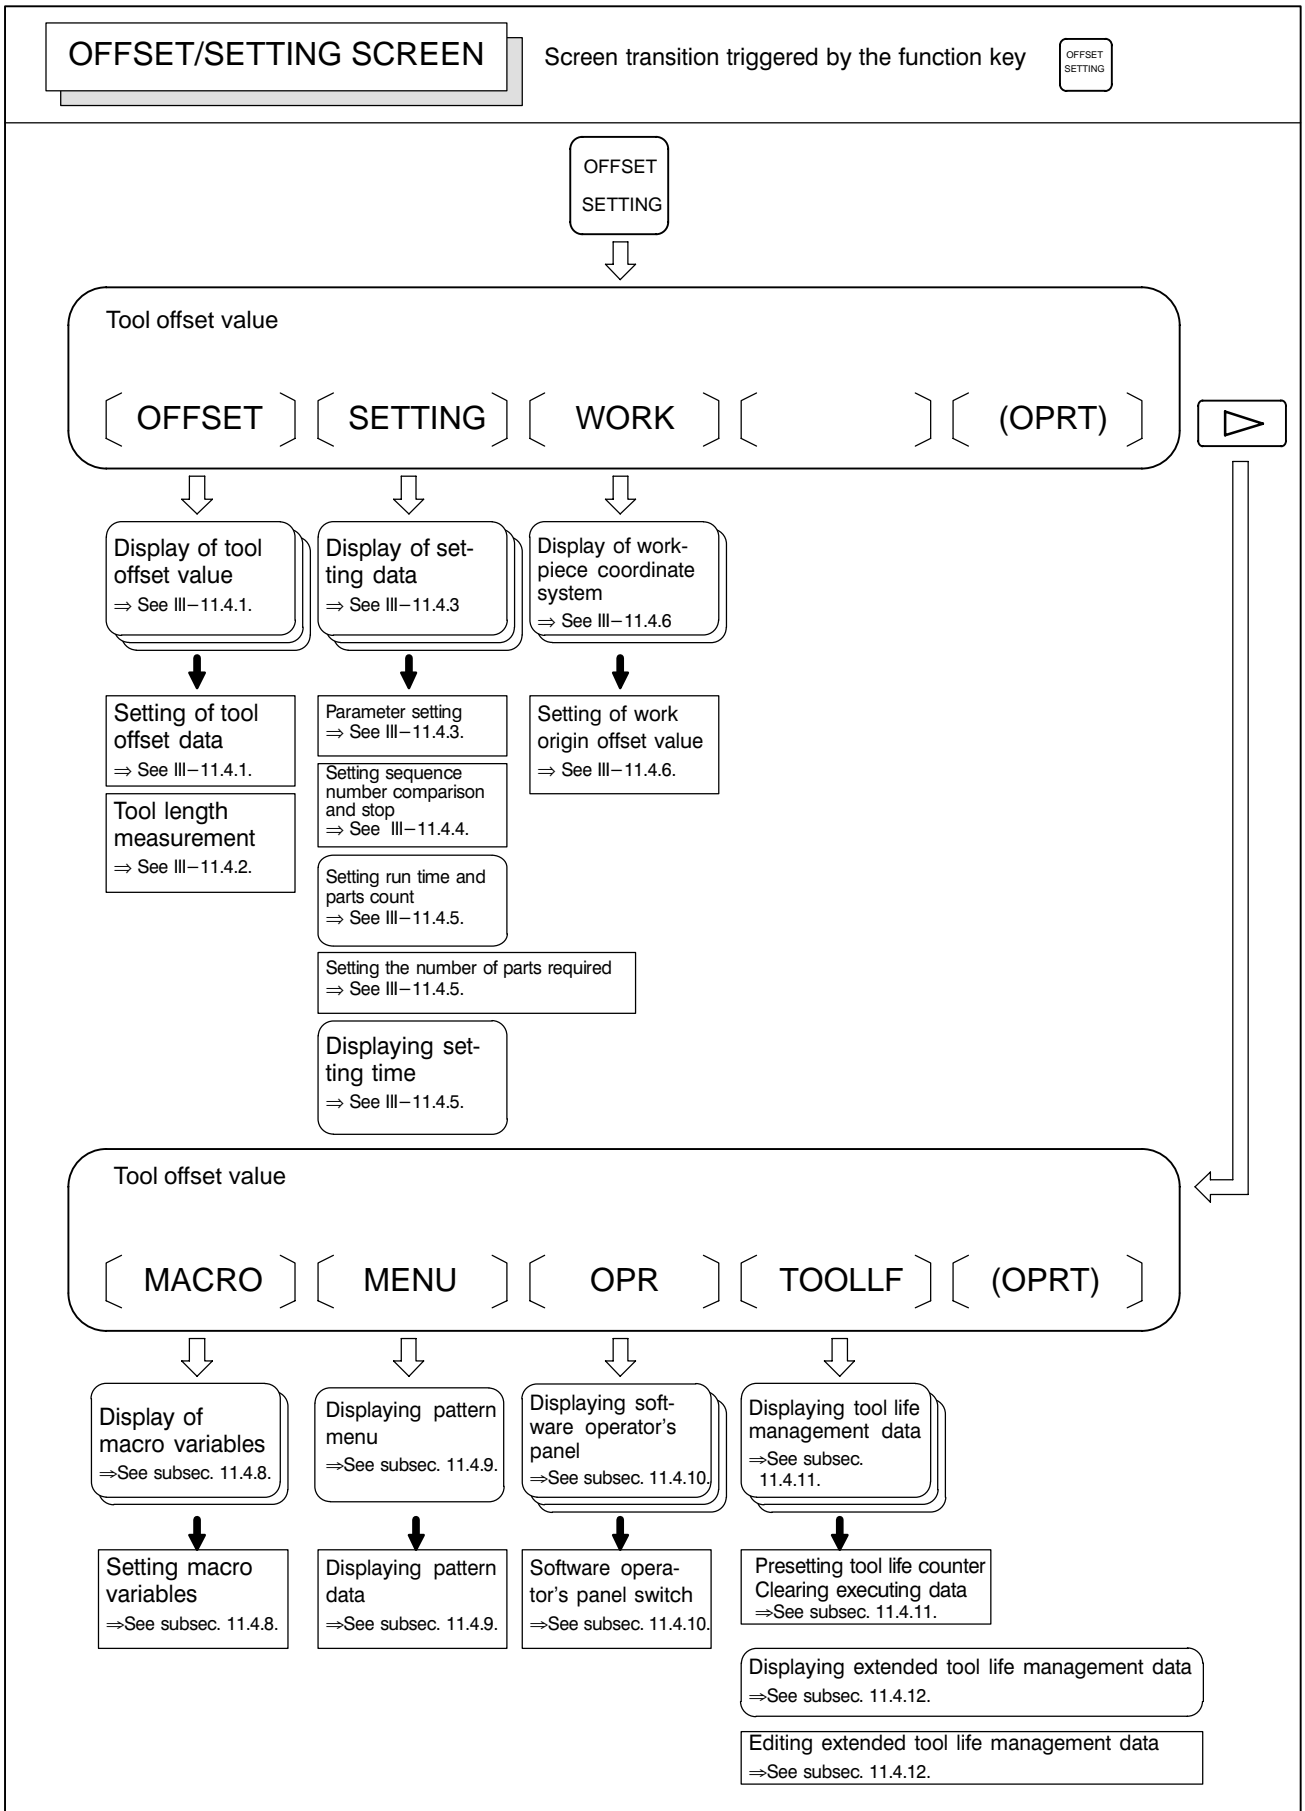 OFFSET/SETTING SCREEN
Screen transition triggered by the function key
OFFSET
SETTING
OFFSET
SETTING
Tool offset value
OFFSET
SETTING
WORK
(OPRT)
Display of tool
offset value
⇒ See III−11.4.1.
Display of set-
ting data
⇒ See III−11.4.3
Display of work-
piece coordinate
system
⇒ See III−11.4.6
Setting of tool
offset data
⇒ See III−11.4.1.
Tool length
measurement
⇒ See III−11.4.2.
Parameter setting
⇒ See III−11.4.3.
Setting sequence
number comparison
and stop
⇒ See III−11.4.4.
Setting run time and
parts count
⇒ See III−11.4.5.
Setting the number of parts required
⇒ See III−11.4.5.
Displaying set-
ting time
⇒ See III−11.4.5.
Setting of work
origin offset value
⇒ See III−11.4.6.
Tool offset value
MACRO
MENU
OPR
TOOLLF
(OPRT)
Display of
macro variables
⇒See subsec. 11.4.8.
Displaying pattern
menu
⇒See subsec. 11.4.9.
Displaying soft-
ware operator's
panel
⇒See subsec. 11.4.10.
Displaying tool life
management data
⇒See subsec.
11.4.11.
Setting macro
variables
⇒See subsec. 11.4.8.
Displaying pattern
data
⇒See subsec. 11.4.9.
Software opera-
tor's panel switch
⇒See subsec. 11.4.10.
Presetting tool life counter
Clearing executing data
⇒See subsec. 11.4.11.
Displaying extended tool life management data
⇒See subsec. 11.4.12.
Editing extended tool life management data
⇒See subsec. 11.4.12.